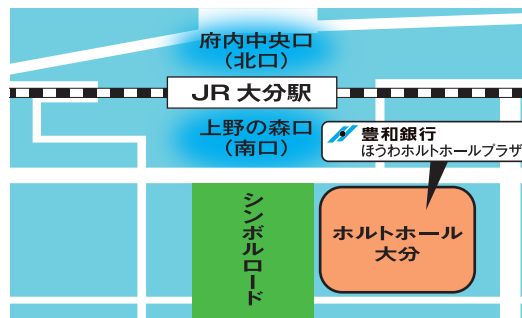 府内中央口
（北口）
JR 大分駅
上野の森口
（南口）
豊和銀行
ほうわホルトホールプラザ
シンボルロード
ホルトホール
大分